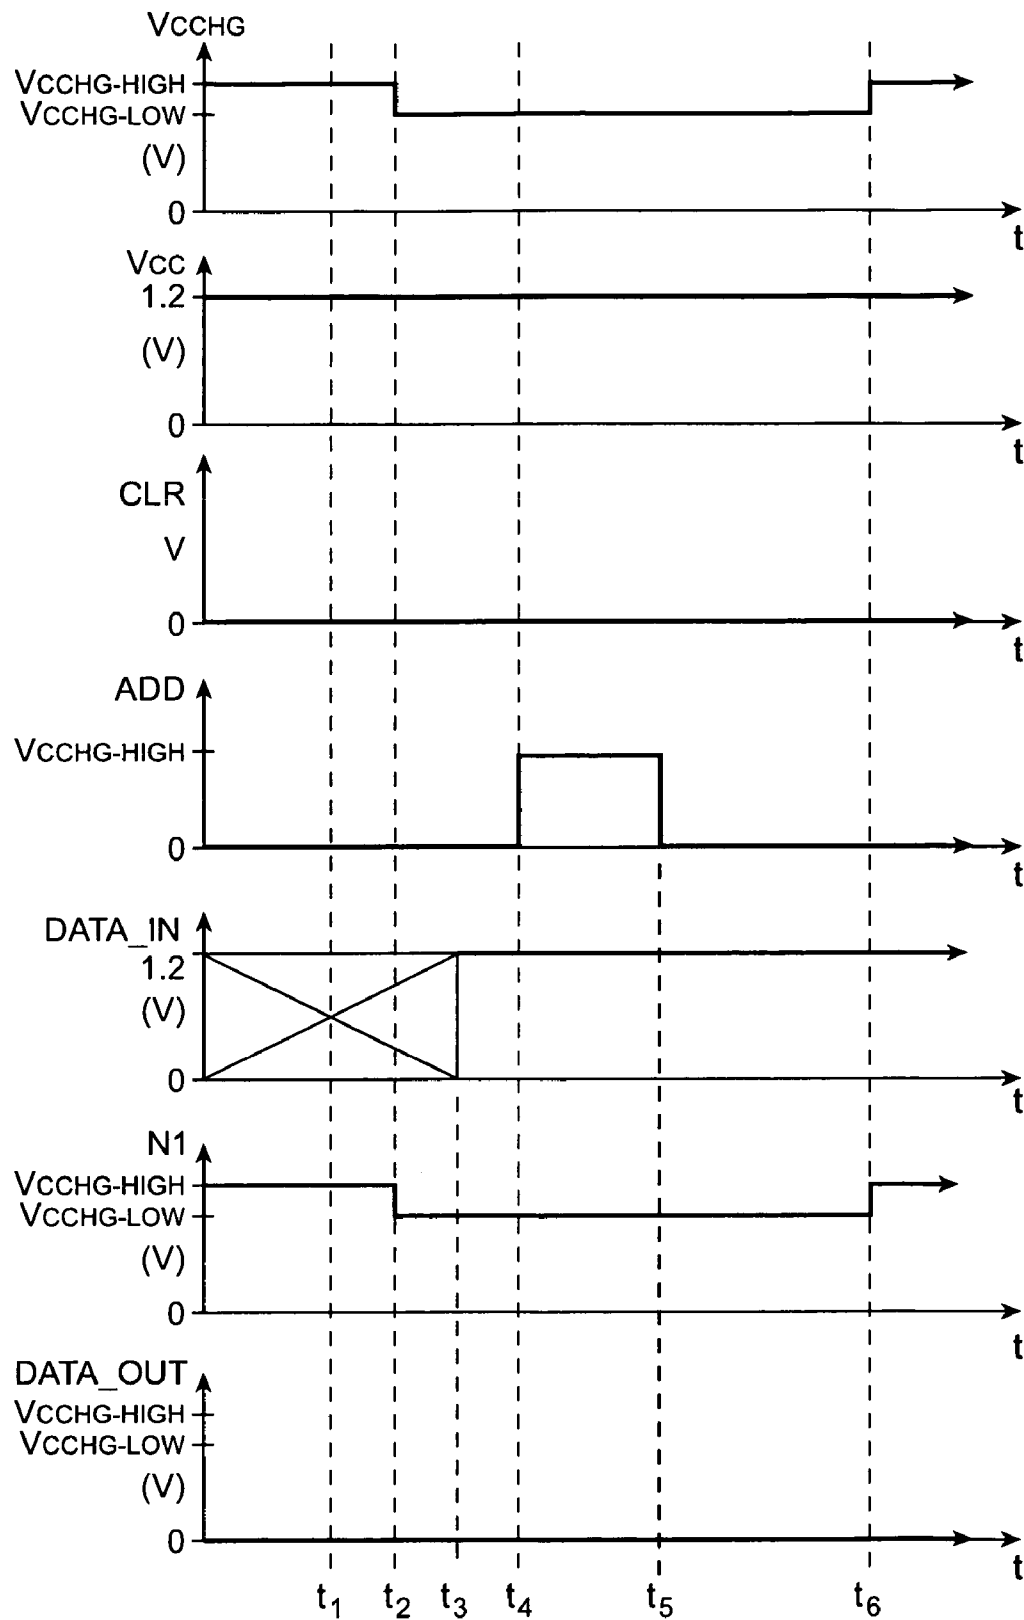 VCCHG
VCCHG-HIGH
VCCHG-LOW
(V)
0
t
VCC
1.2
(V)
0
t
CLR
V
0
t
ADD
VCCHG-HIGH
0
t
DATA_IN
1.2
(V)
0
t
N1
VCCHG-HIGH
VCCHG-LOW
(V)
0
t
DATA_OUT
VCCHG-HIGH
VCCHG-LOW
(V)
0
t
t1 t2 t3 t4 t5 t6